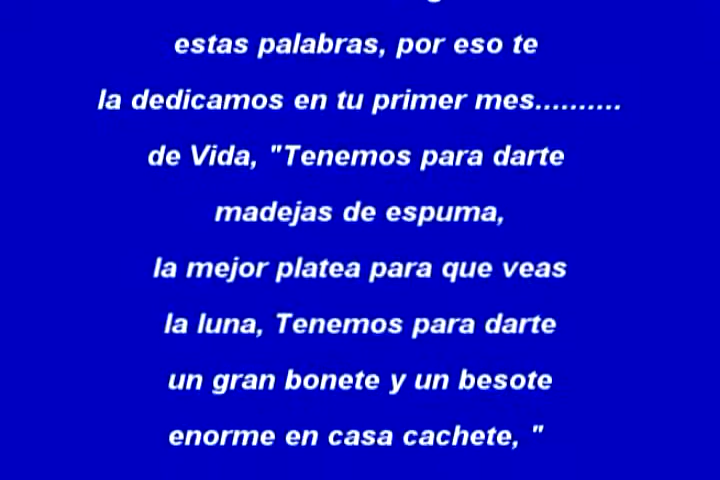 estas palabras, por eso te
la dedicamos en tu primer mes..........
de Vida, "Tenemos para darte
madejas de espuma,
la mejor platea para que veas
la luna, Tenemos para darte
un gran bonete y un besote
enorme en casa cachete, "